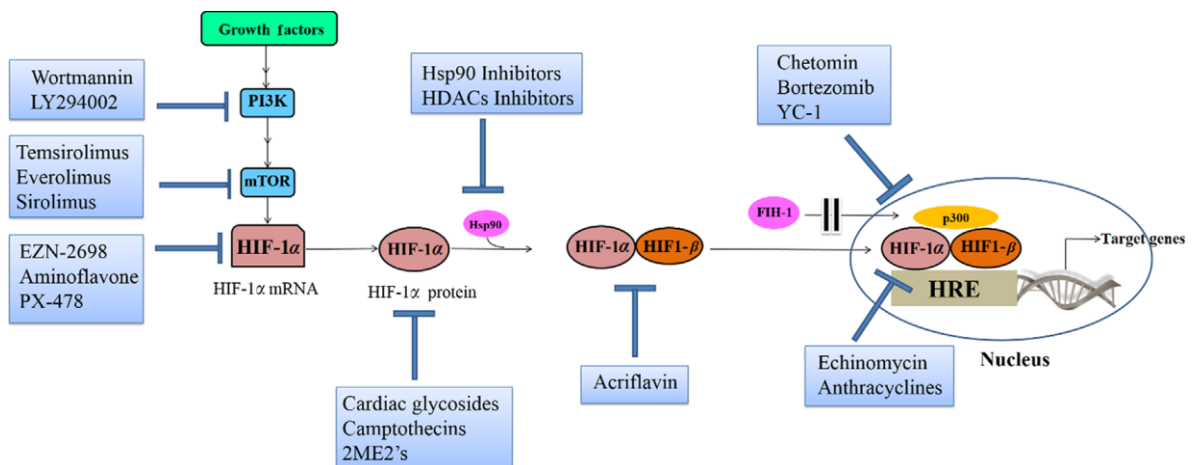 Growth factors
Wortmannin
LY294002
PI3K
Temsirolimus
Everolimus
Sirolimus
mTOR
EZN-2698
Aminoflavone
PX-478
HIF-1α
HIF-1α mRNA
Hsp90 Inhibitors
HDACs Inhibitors
Hsp90
HIF-1α
HIF-1α protein
Cardiac glycosides
Camptothecins
2ME2's
HIF-1α
HIF1-β
Acriflavin
Chetomin
Bortezomib
YC-1
FIH-1
p300
HIF-1α
HIF1-β
Target genes
HRE
Nucleus
Echinomycin
Anthracyclines